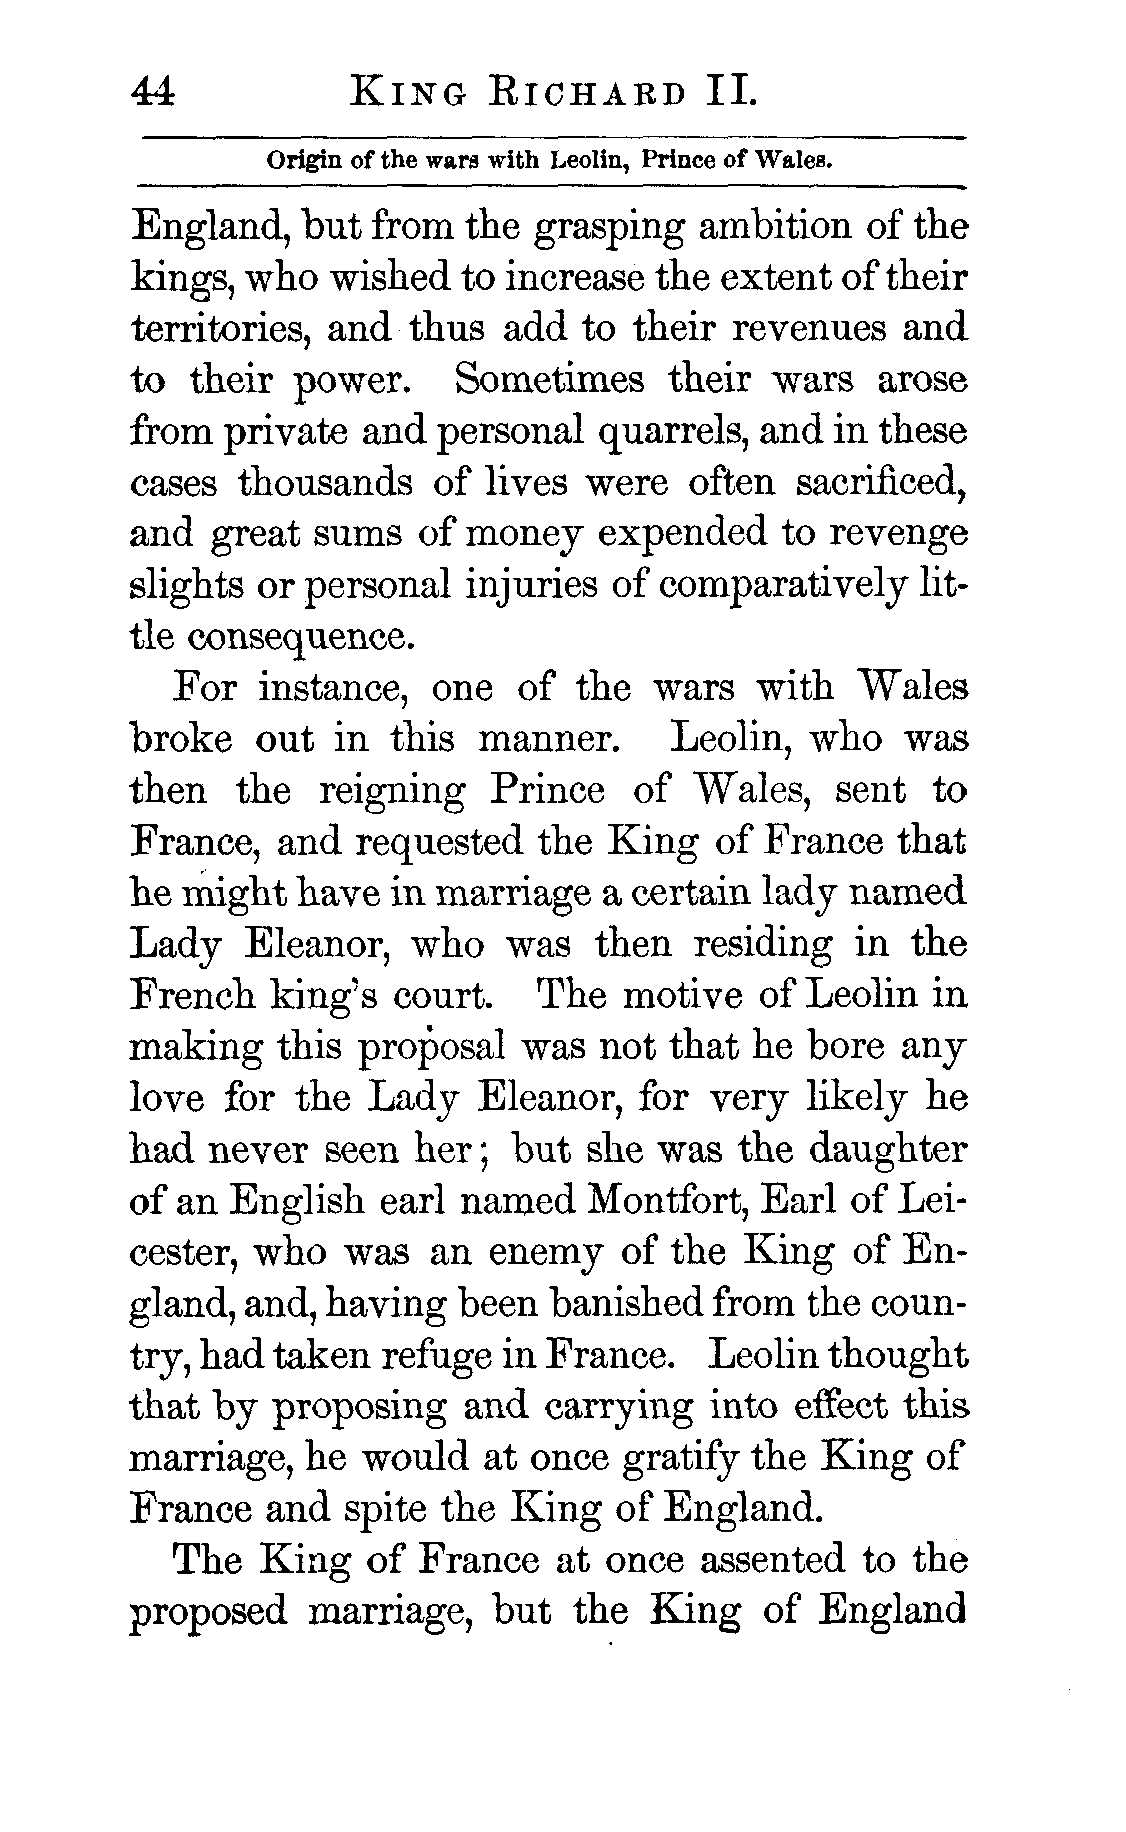 44 KING RICHARD II.
Origin of the wars with Leolin, Prince of Wales.
England, but from the grasping ambition of the
kings, who wished to increase the extent of their
territories, and thus add to their revenues and
to their power. Sometimes their wars arose
from private and personal quarrels, and in these
cases thousands of lives were often sacrificed,
and great sums of money expended to revenge
slights or personal injuries of comparatively lit-
tle consequence.
For instance, one of the wars with Wales
broke out in this manner. Leolin, who was
then the reigning Prince of Wales, sent to
France, and requested the King of France that
he might have in marriage a certain lady named
Lady Eleanor, who was then residing in the
French king's court. The motive of Leolin in
making this proposal was not that he bore any
love for the Lady Eleanor, for very likely he
had never seen her; but she was the daughter
of an English earl named Montfort, Earl of Lei-
cester, who was an enemy of the King of En-
gland, and, having been banished from the coun-
try, had taken refuge in France. Leolin thought
that by proposing and carrying into effect this
marriage, he would at once gratify the King of
France and spite the King of England.
The King of France at once assented to the
proposed marriage, but the King of England